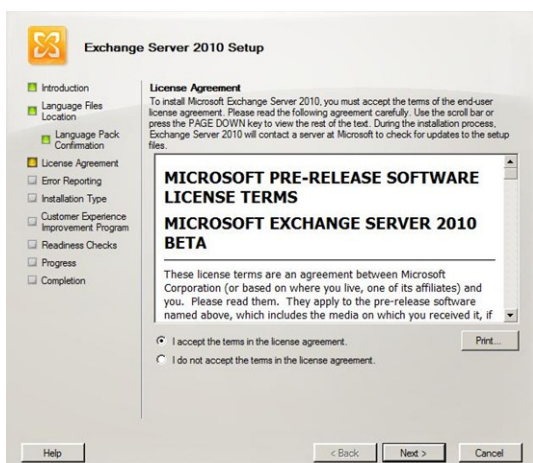 Exchange Server 2010 Setup
Introduction
Language Files
Location
Language Pack
Confirmation
License Agreement
Error Reporting
Installation Type
Customer Experience
Improvement Program
Readiness Checks
Progress
Completion
License Agreement
To install Microsoft Exchange Server 2010, you must accept the terms of the end-user
license agreement. Please read the following agreement carefully. Use the scroll bar or
press the PAGE DOWN key to view the rest of the text. During the installation process,
Exchange Server 2010 will contact a server at Microsoft to check for updates to the setup
files.
MICROSOFT PRE-RELEASE SOFTWARE
LICENSE TERMS
MICROSOFT EXCHANGE SERVER 2010
BETA
These license terms are an agreement between Microsoft
Corporation (or based on where you live, one of its affiliates) and
you. Please read them. They apply to the pre-release software
named above, which includes the media on which you received it, if
I accept the terms in the license agreement.
Print...
I do not accept the terms in the license agreement.
Help
< Back
Next >
Cancel